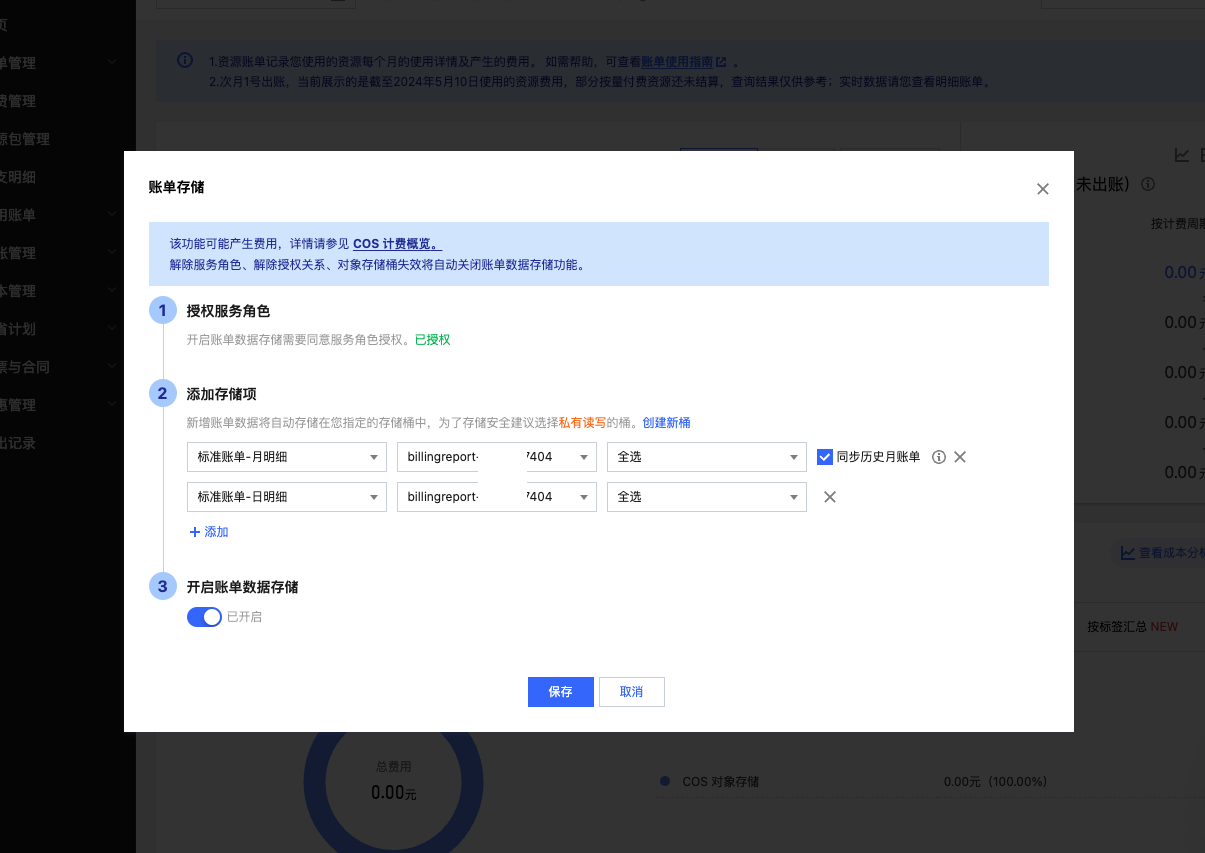 1.资源账单记录您使用的资源每个月的使用详情及产生的费用。 如需帮助，可查看账单使用指南 。
2.次月1号出账，当前展示的是截至2024年5月10日使用的资源费用，部分按量付费资源还未结算，查询结果仅供参考；实时数据请您查看明细账单。
页
单管理
费管理
源包管理
支明细
用账单
账管理
本管理
省计划
票与合同
惠管理
出记录
账单存储
该功能可能产生费用，详情请参见 COS 计费概览。
解除服务角色、解除授权关系、对象存储桶失效将自动关闭账单数据存储功能。
1 授权服务角色
开启账单数据存储需要同意服务角色授权。已授权
2 添加存储项
新增账单数据将自动存储在您指定的存储桶中，为了存储安全建议选择私有读写的桶。创建新桶
标准账单-月明细 billingreport- 7404 全选 同步历史月账单
标准账单-日明细 billingreport- 7404 全选
添加
3 开启账单数据存储
已开启
保存 取消
未出账）
按计费周期
0.00元
0.00元
0.00元
0.00元
0.00元
查看成本分析
按标签汇总 NEW
总费用
0.00元
COS 对象存储 0.00元（100.00%）